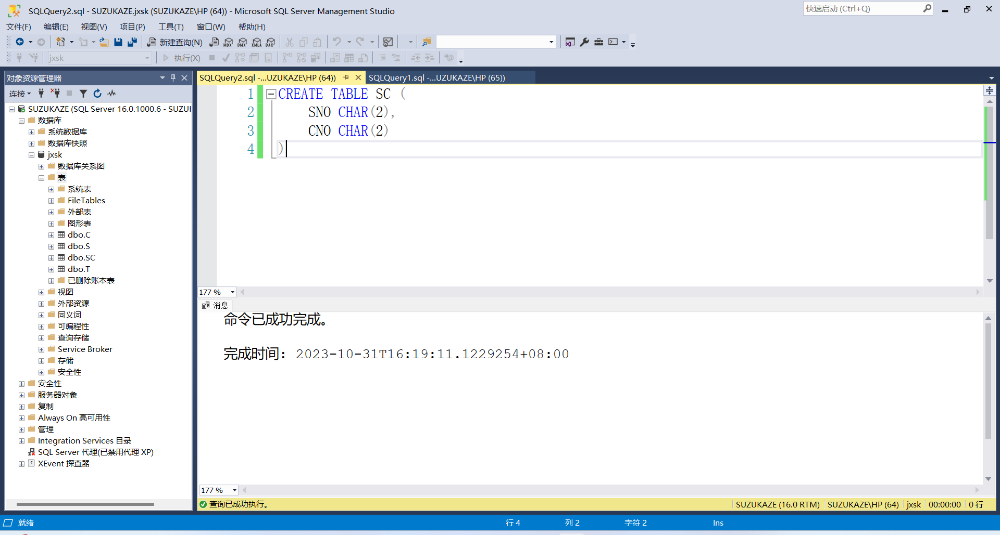 SQLQuery2.sql - SUZUKAZE.jxsk (SUZUKAZE\HP (64)) - Microsoft SQL Server Management Studio
快速启动 (Ctrl+Q)
文件(F) 编辑(E) 视图(V) 项目(P) 工具(T) 窗口(W) 帮助(H)
新建查询(N) MDX DMX XMLA DAX
jxsk 执行(X)
对象资源管理器
连接
SUZUKAZE (SQL Server 16.0.1000.6 - SUZU
数据库
系统数据库
数据库快照
jxsk
数据库关系图
表
系统表
FileTables
外部表
图形表
dbo.C
dbo.S
dbo.SC
dbo.T
已删除账本表
视图
外部资源
同义词
可编程性
查询存储
Service Broker
存储
安全性
安全性
服务器对象
复制
Always On 高可用性
管理
Integration Services 目录
SQL Server 代理(已禁用代理 XP)
XEvent 探查器
SQLQuery2.sql -...UZUKAZE\HP (64)) SQLQuery1.sql -...UZUKAZE\HP (65))
1 CREATE TABLE SC (
2 SNO CHAR(2),
3 CNO CHAR(2)
4 )
177 %
消息
命令已成功完成。
完成时间: 2023-10-31T16:19:11.1229254+08:00
177 %
查询已成功执行。 SUZUKAZE (16.0 RTM) SUZUKAZE\HP (64) jxsk 00:00:00 0 行
就绪 行 4 列 2 字符 2 Ins